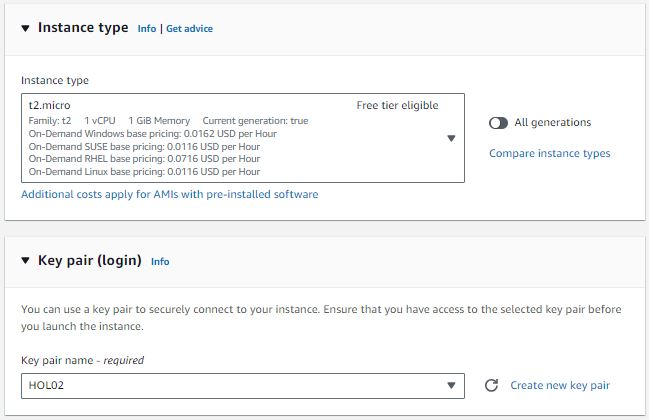 Instance type Info | Get advice
Instance type
t2.micro Free tier eligible
Family: t2 1 vCPU 1 GiB Memory Current generation: true
On-Demand Windows base pricing: 0.0162 USD per Hour
On-Demand SUSE base pricing: 0.0116 USD per Hour
On-Demand RHEL base pricing: 0.0716 USD per Hour
On-Demand Linux base pricing: 0.0116 USD per Hour
All generations
Compare instance types
Additional costs apply for AMIs with pre-installed software
Key pair (login) Info
You can use a key pair to securely connect to your instance. Ensure that you have access to the selected key pair before
you launch the instance.
Key pair name - required
HOL02
Create new key pair